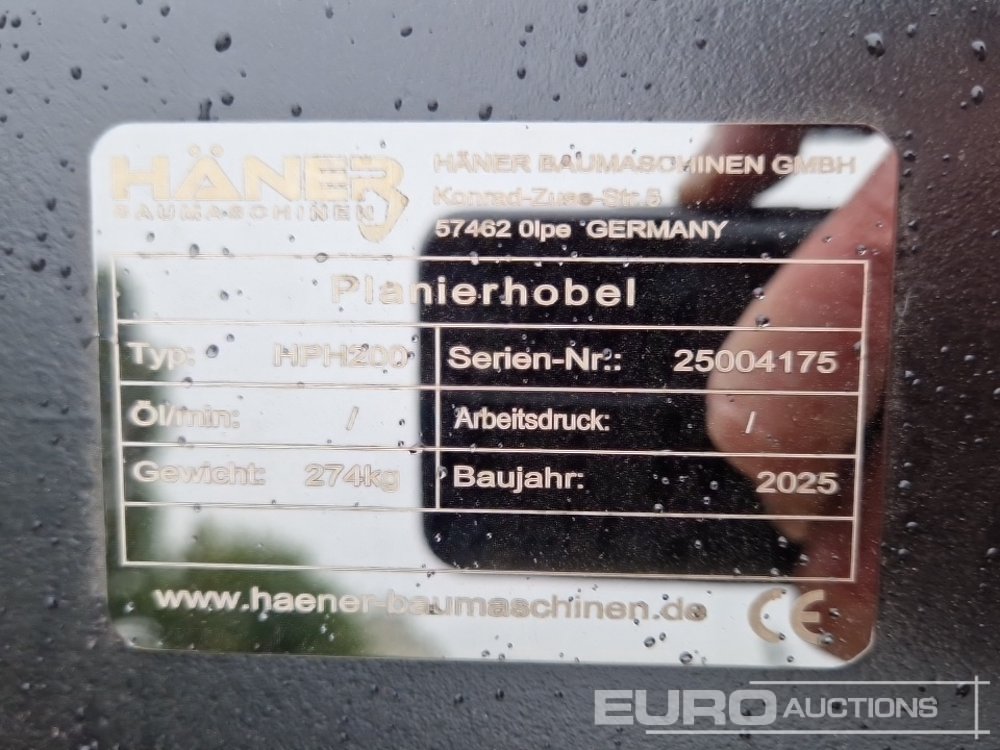 HÄNER
BAUMASCHINEN
HÄNER BAUMASCHINEN GMBH
Konrad-Zuse-Str. 5
57462 Olpe GERMANY
Planierhobel
Typ: HPH200 Serien-Nr.: 25004175
Öl/min: / Arbeitsdruck: /
Gewicht: 274kg Baujahr: 2025
www.haener-baumaschinen.de
CE
EURO AUCTIONS